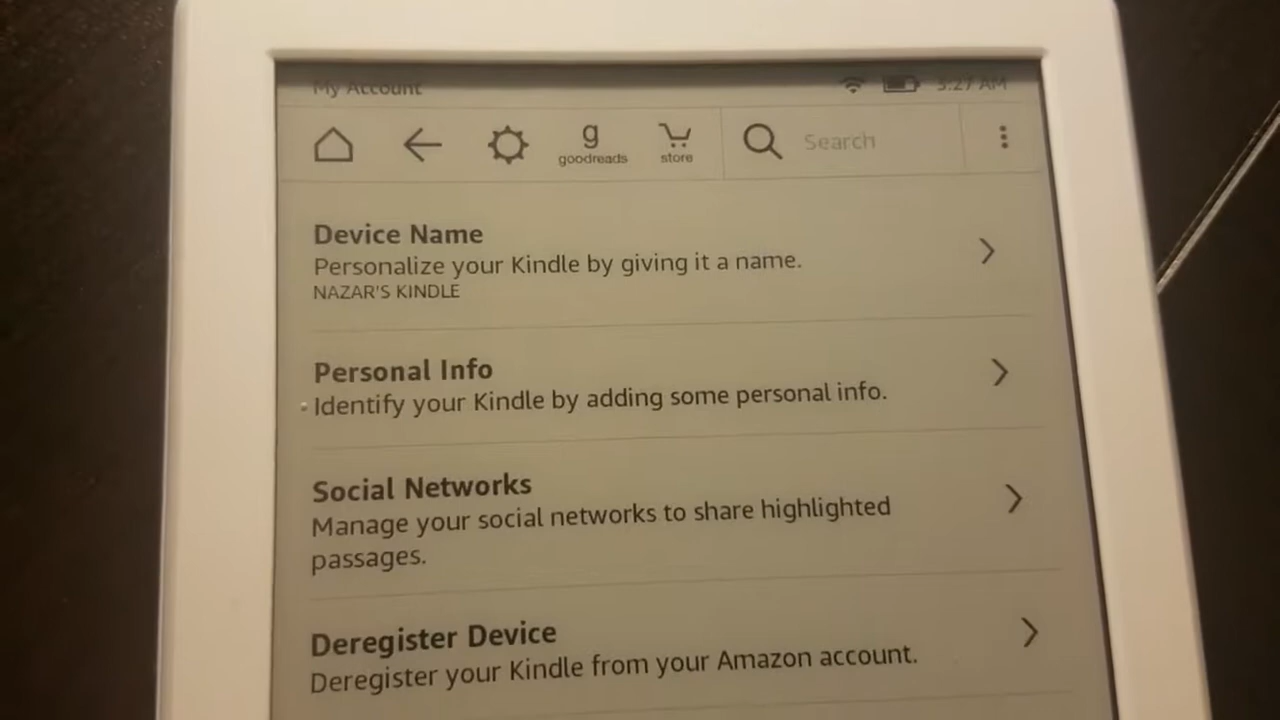 My Account 3:27 AM
g
goodreads store Search
Device Name
Personalize your Kindle by giving it a name.
NAZAR'S KINDLE
Personal Info
Identify your Kindle by adding some personal info.
Social Networks
Manage your social networks to share highlighted
passages.
Deregister Device
Deregister your Kindle from your Amazon account.